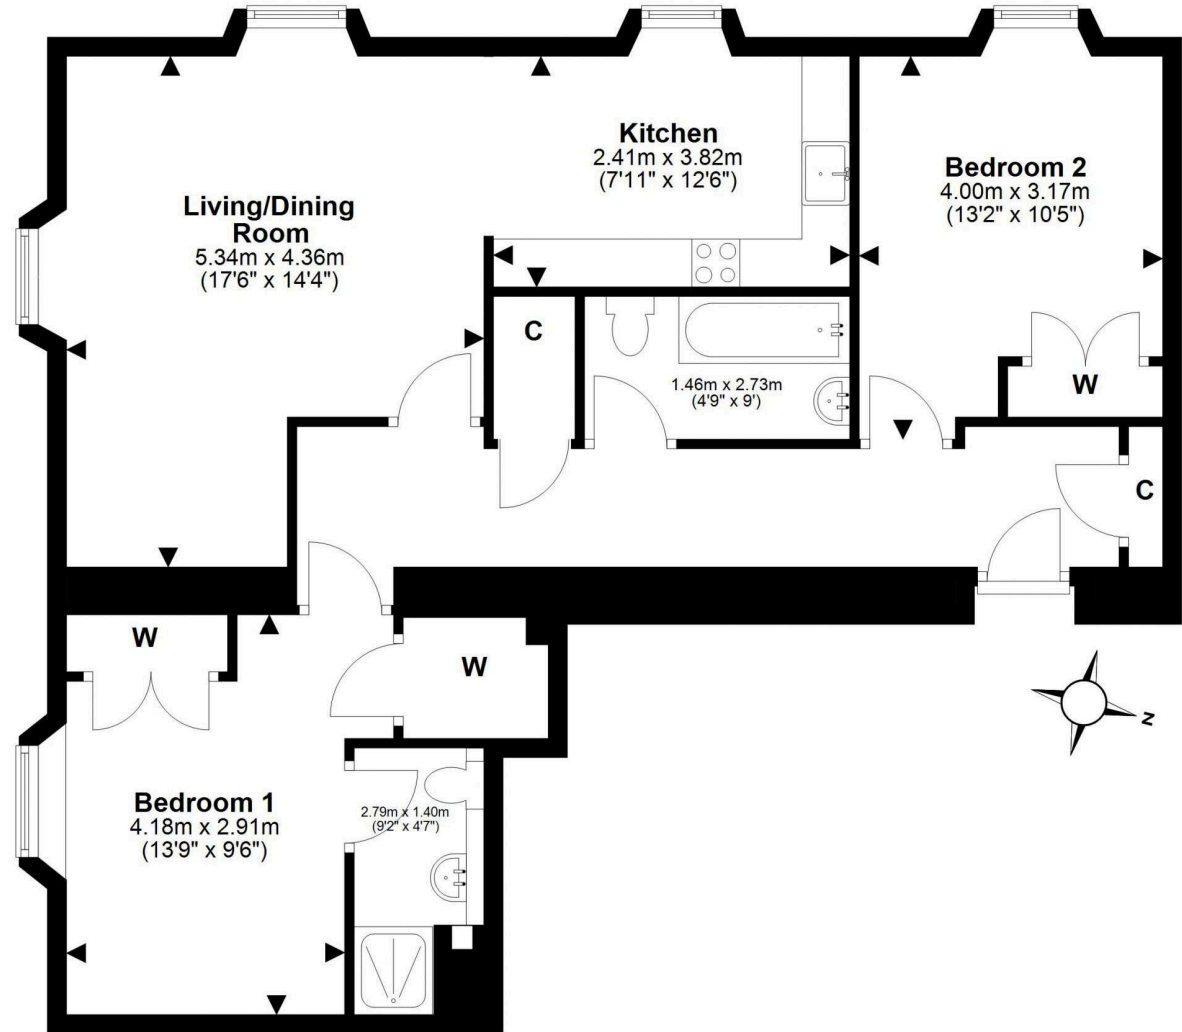 Kitchen
2.41m x 3.82m
(7'11" x 12'6")
Bedroom 2
4.00m x 3.17m
(13'2" x 10'5")
Living/Dining
Room
5.34m x 4.36m
(17'6" x 14'4")
C
1.46m x 2.73m
(4'9" x 9')
W
C
W
W
N
Bedroom 1
4.18m x 2.91m
(13'9" x 9'6")
2.79m x 1.40m
(9'2" x 4'7")